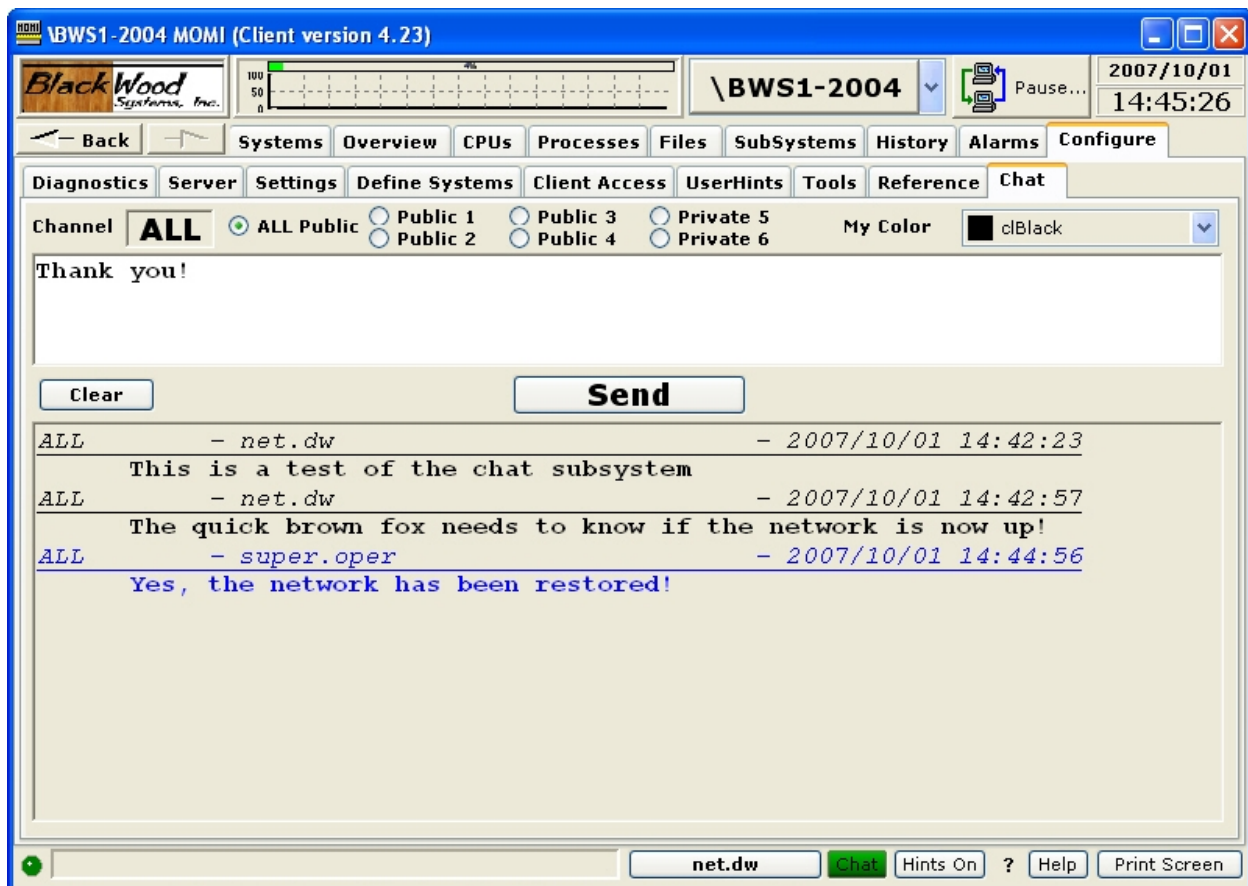 MOMI \BWS1-2004 MOMI (Client version 4.23)
BlackWood Systems, Inc.
100
50
0
4%
\BWS1-2004
Pause...
2007/10/01
14:45:26
Back
Systems Overview CPUs Processes Files SubSystems History Alarms Configure
Diagnostics Server Settings Define Systems Client Access UserHints Tools Reference Chat
Channel ALL ALL Public Public 1 Public 3 Private 5 My Color clBlack
Public 2 Public 4 Private 6
Thank you!
Clear Send
ALL - net.dw - 2007/10/01 14:42:23
This is a test of the chat subsystem
ALL - net.dw - 2007/10/01 14:42:57
The quick brown fox needs to know if the network is now up!
ALL - super.oper - 2007/10/01 14:44:56
Yes, the network has been restored!
net.dw Chat Hints On ? Help Print Screen